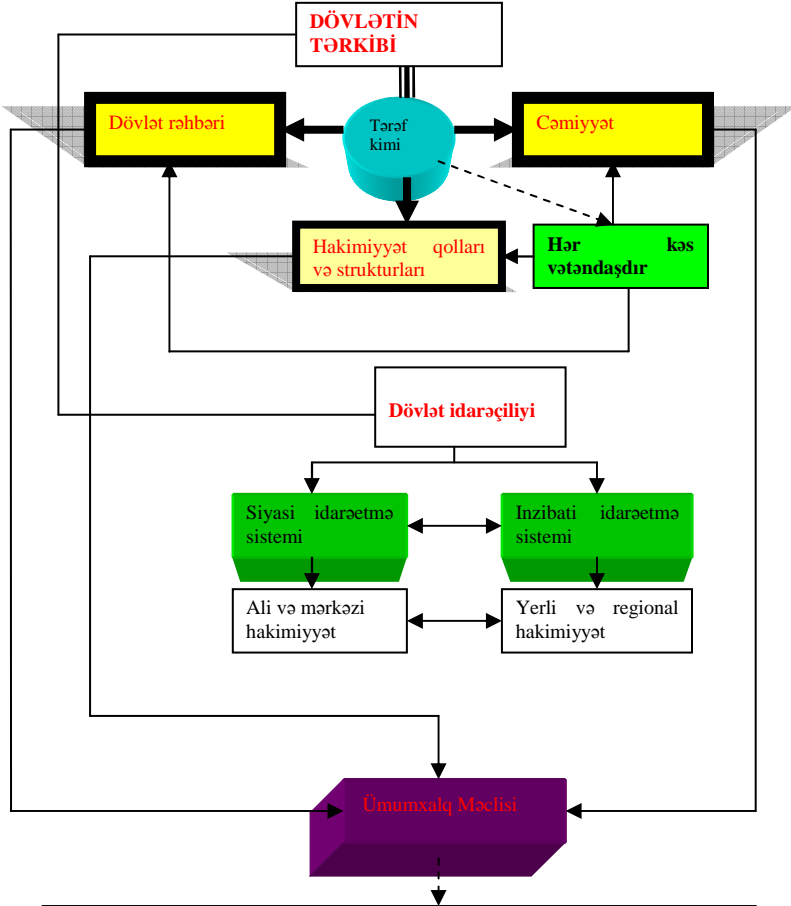 DÖVLƏTİN
TƏRKİBİ
Dövlət rəhbəri
Tərəf
kimi
Cəmiyyət
Hakimiyyət qolları
və strukturları
Hər kəs
vətəndaşdır
Dövlət idarəçiliyi
Siyasi idarəetmə
sistemi
Inzibati idarəetmə
sistemi
Ali və mərkəzi
hakimiyyət
Yerli və regional
hakimiyyət
Ümumxalq Məclisi